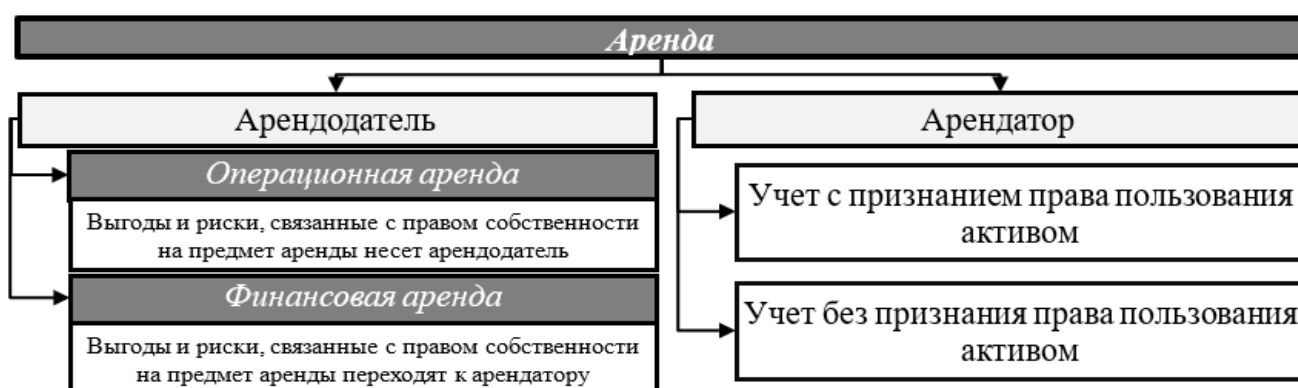 Аренда
Арендодатель
Операционная аренда
Выгоды и риски, связанные с правом собственности
на предмет аренды несет арендодатель
Финансовая аренда
Выгоды и риски, связанные с правом собственности
на предмет аренды переходят к арендатору
Арендатор
Учет с признанием права пользования
активом
Учет без признания права пользования
активом